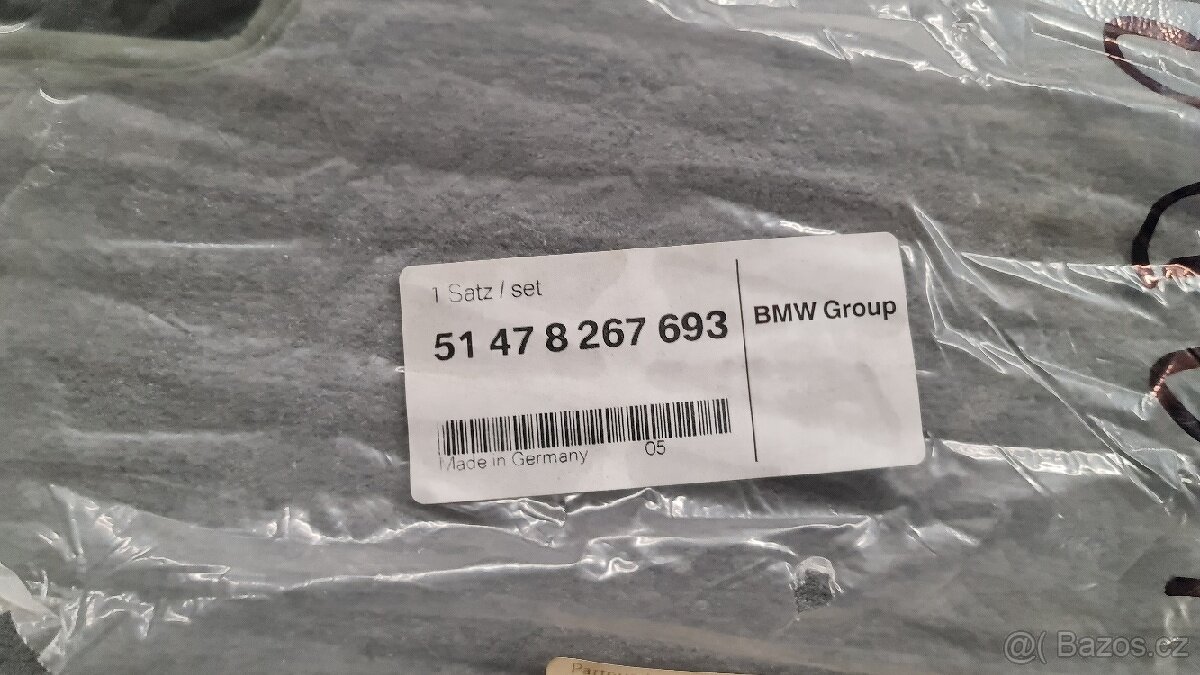 1 Satz / set
51 47 8 267 693
BMW Group
Made in Germany 05
@( Bazos.cz